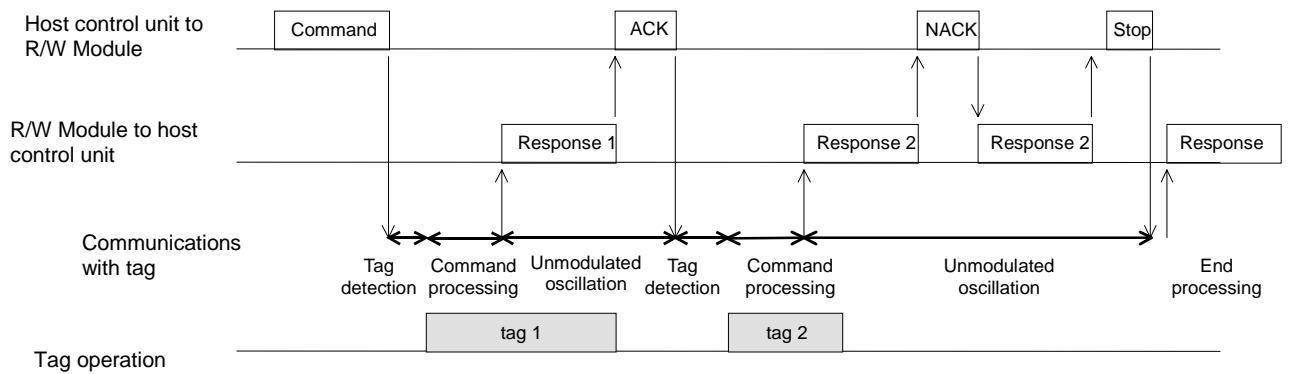 Host control unit to
R/W Module
Command
ACK
NACK
Stop
R/W Module to host
control unit
Response 1
Response 2
Response 2
Response
Communications
with tag
Tag
detection
Command
processing
Unmodulated
oscillation
Tag
detection
Command
processing
Unmodulated
oscillation
End
processing
tag 1
tag 2
Tag operation